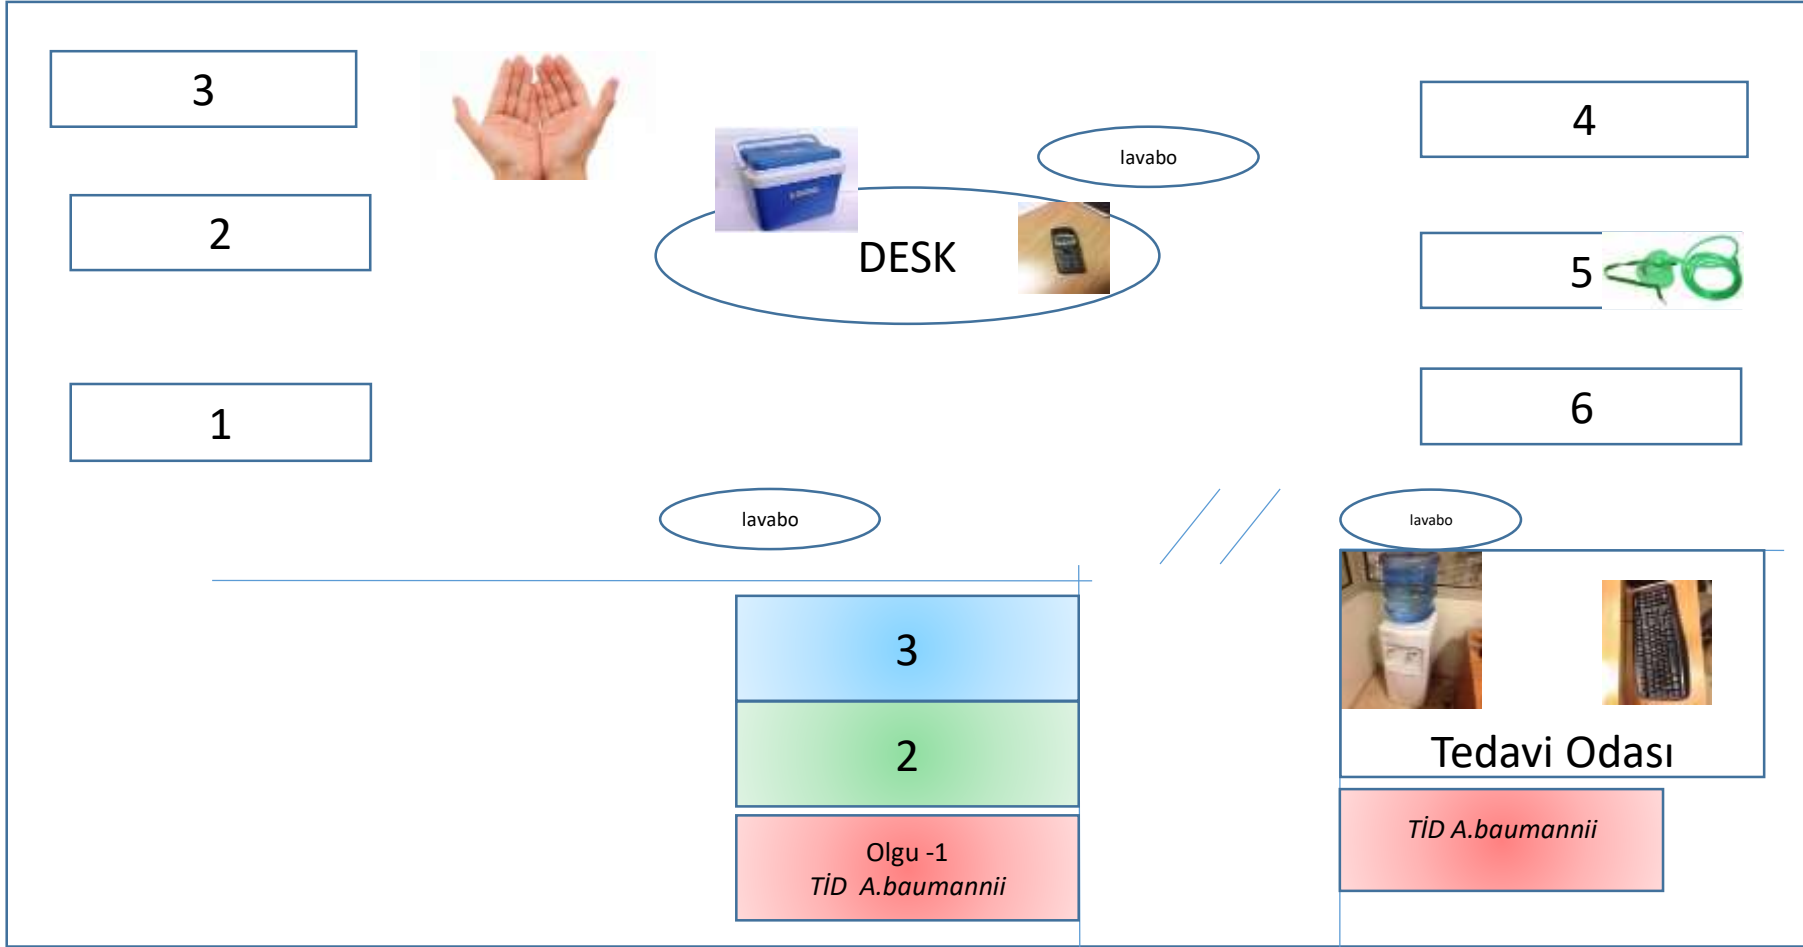 3
4
lavabo
2
DESK
5
1
6
lavabo
lavabo
3
2
Tedavi Odası
Olgu -1
TİD A.baumannii
TİD A.baumannii